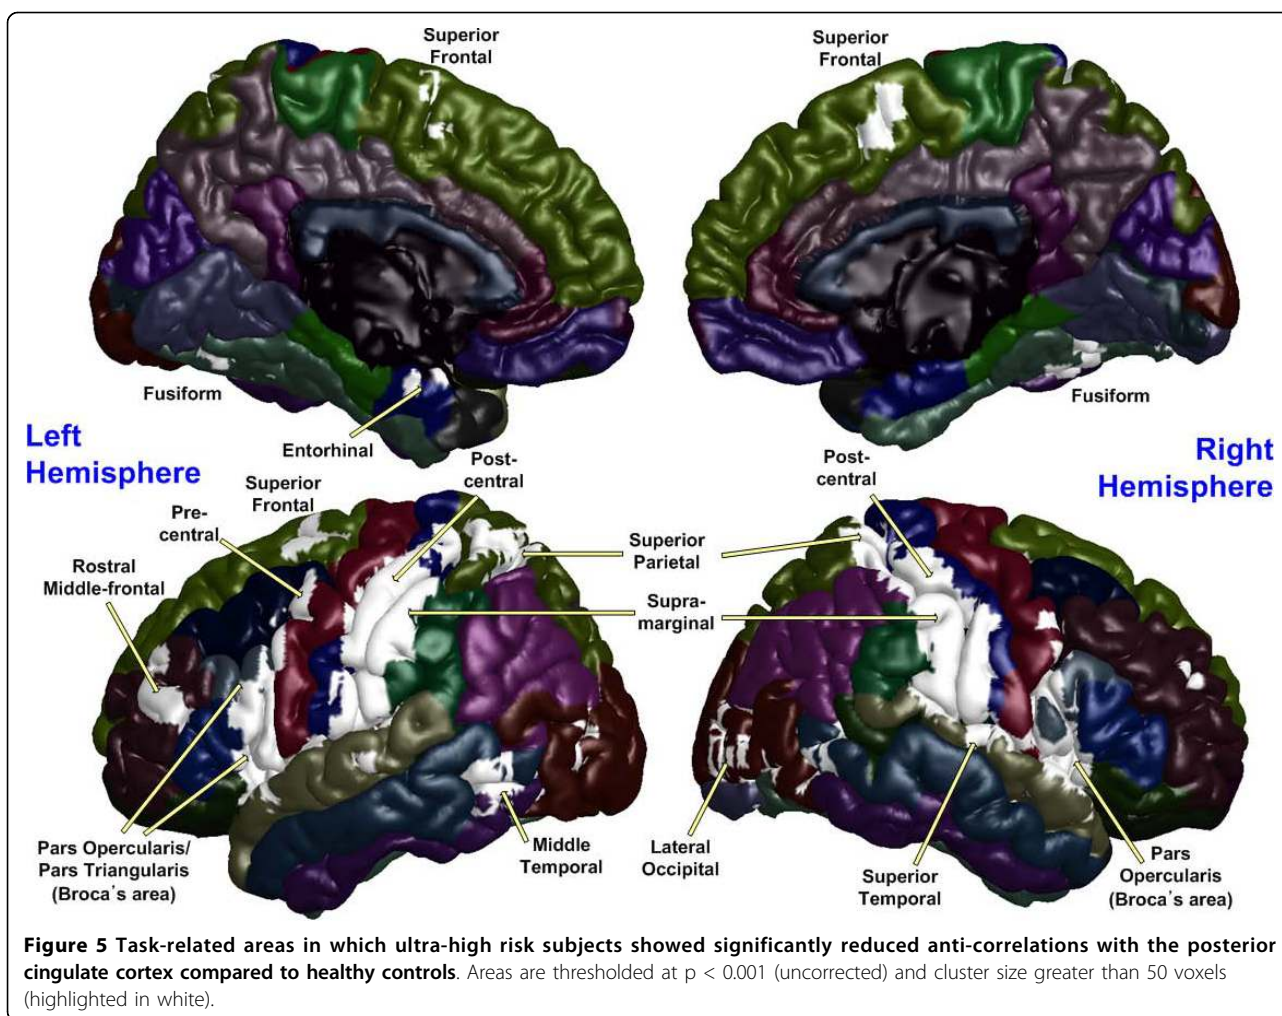 Superior
Frontal
Superior
Frontal
Fusiform
Fusiform
Entorhinal
Left
Hemisphere
Right
Hemisphere
Post-
central
Post-
central
Superior
Frontal
Pre-
central
Rostral
Middle-frontal
Superior
Parietal
Supra-
marginal
Pars Opercularis/
Pars Triangularis
(Broca's area)
Middle
Temporal
Lateral
Occipital
Superior
Temporal
Pars
Opercularis
(Broca's area)
Figure 5 Task-related areas in which ultra-high risk subjects showed significantly reduced anti-correlations with the posterior
cingulate cortex compared to healthy controls. Areas are thresholded at p < 0.001 (uncorrected) and cluster size greater than 50 voxels
(highlighted in white).